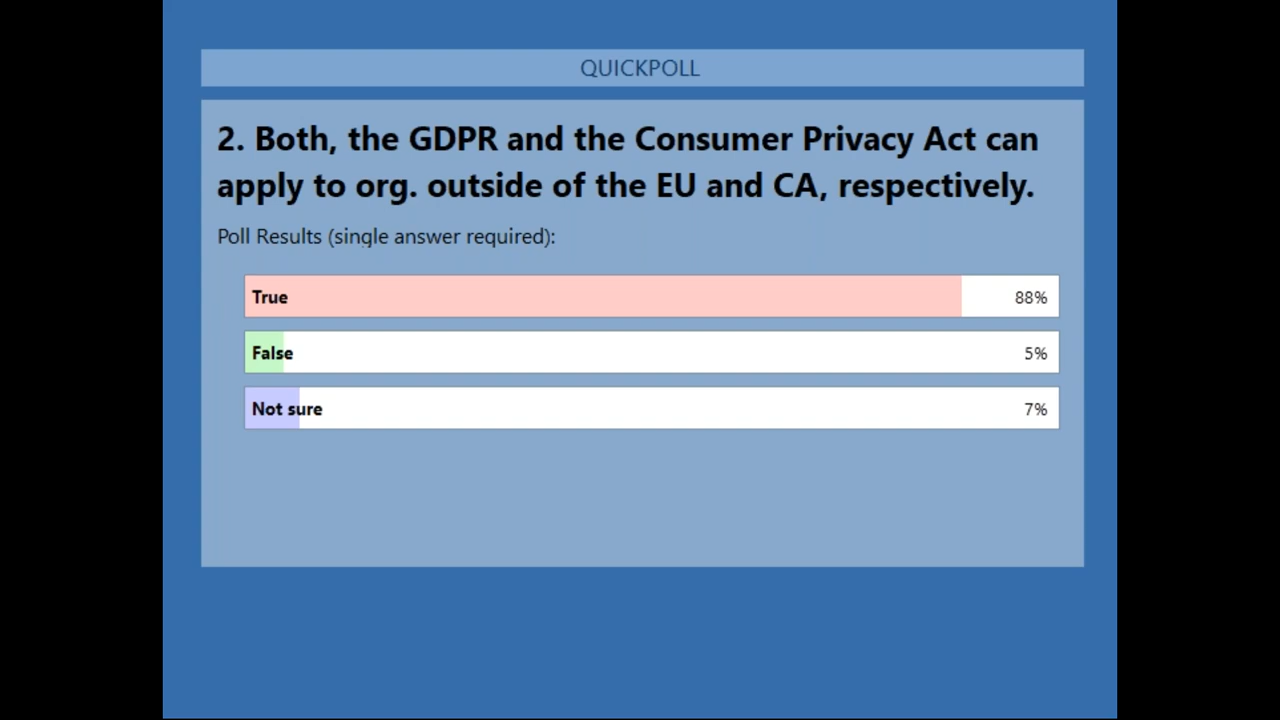 QUICKPOLL
2. Both, the GDPR and the Consumer Privacy Act can
apply to org. outside of the EU and CA, respectively.
Poll Results (single answer required):
True 88%
False 5%
Not sure 7%